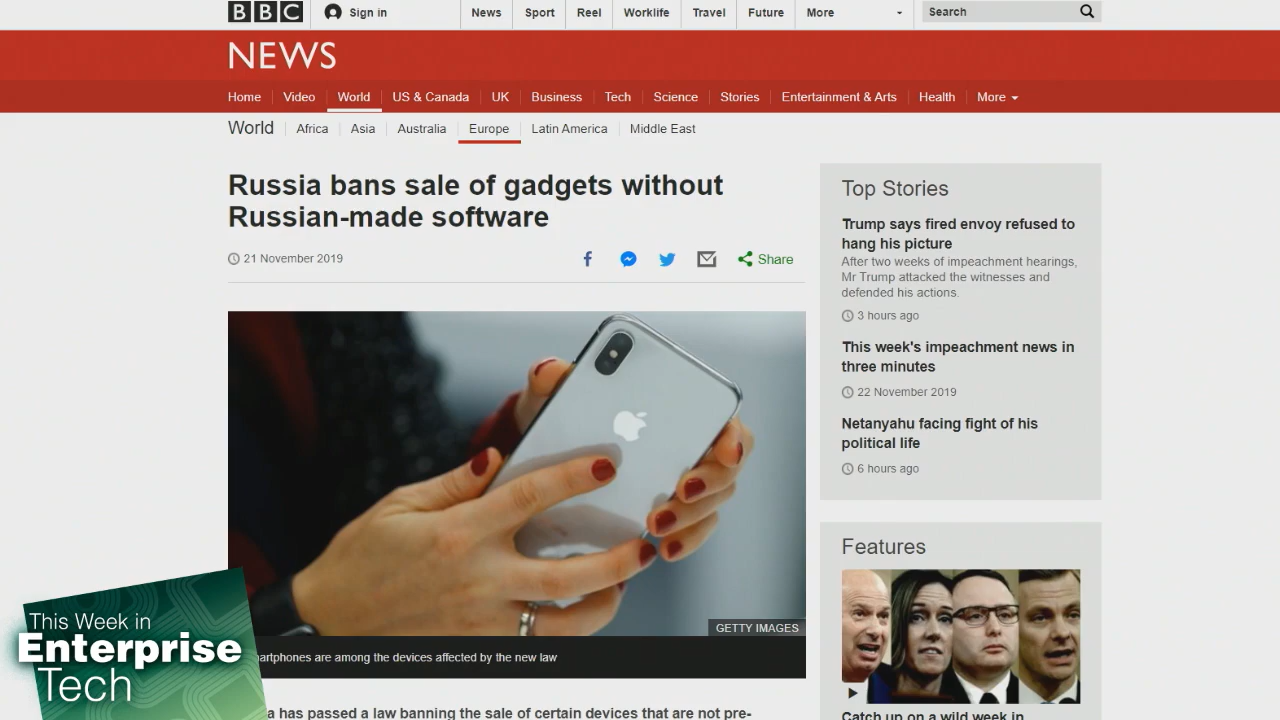 BBC
Sign in
News
Sport
Reel
Worklife
Travel
Future
More
Search
NEWS
Home
Video
World
US & Canada
UK
Business
Tech
Science
Stories
Entertainment & Arts
Health
More
World
Africa
Asia
Australia
Europe
Latin America
Middle East
Russia bans sale of gadgets without
Russian-made software
21 November 2019
Share
GETTY IMAGES
artphones are among the devices affected by the new law
a has passed a law banning the sale of certain devices that are not pre-
Top Stories
Trump says fired envoy refused to
hang his picture
After two weeks of impeachment hearings,
Mr Trump attacked the witnesses and
defended his actions.
3 hours ago
This week's impeachment news in
three minutes
22 November 2019
Netanyahu facing fight of his
political life
6 hours ago
Features
Catch up on a wild week in
This Week in
Enterprise
Tech